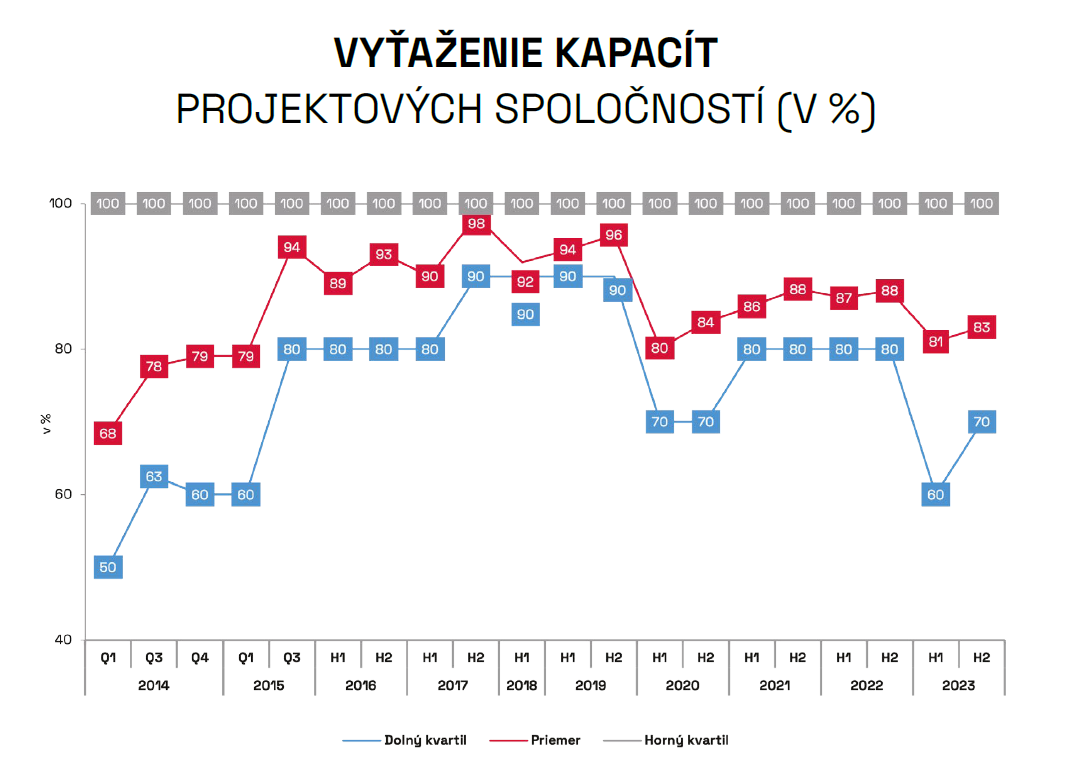 VYŤAŽENIE KAPACÍT
PROJEKTOVÝCH SPOLOČNOSTÍ (V %)
100 100 100 100 100 100 100 100 100 100 100 100 100 100 100 100 100 100 100 100 100
68 78 79 79 94 89 93 90 98 92 94 96 80 84 86 88 87 88 81 83
50 63 60 60 80 80 80 80 90 90 90 90 70 70 80 80 80 80 60 70
80
v %
60
40
Q1 Q3 Q4 Q1 Q3 H1 H2 H1 H2 H1 H1 H2 H1 H2 H1 H2 H1 H2 H1 H2
2014 2015 2016 2017 2018 2019 2020 2021 2022 2023
Dolný kvartil Priemer Horný kvartil